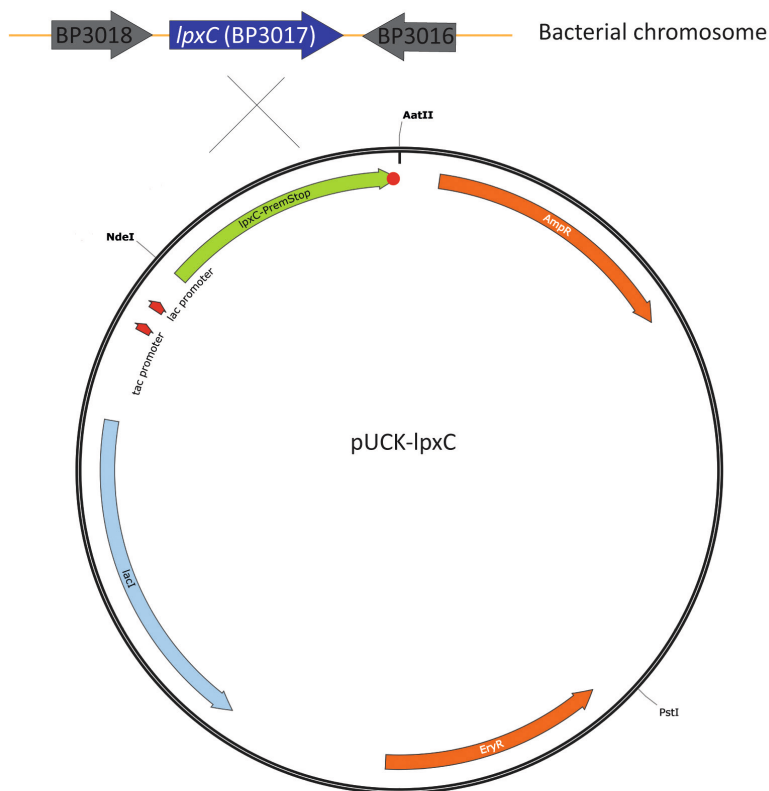 BP3018
lpxC (BP3017)
BP3016
Bacterial chromosome
AatII
lpxC-PremStop
AmpR
NdeI
lac promoter
tac promoter
pUCK-lpxC
lacI
PstI
EryR